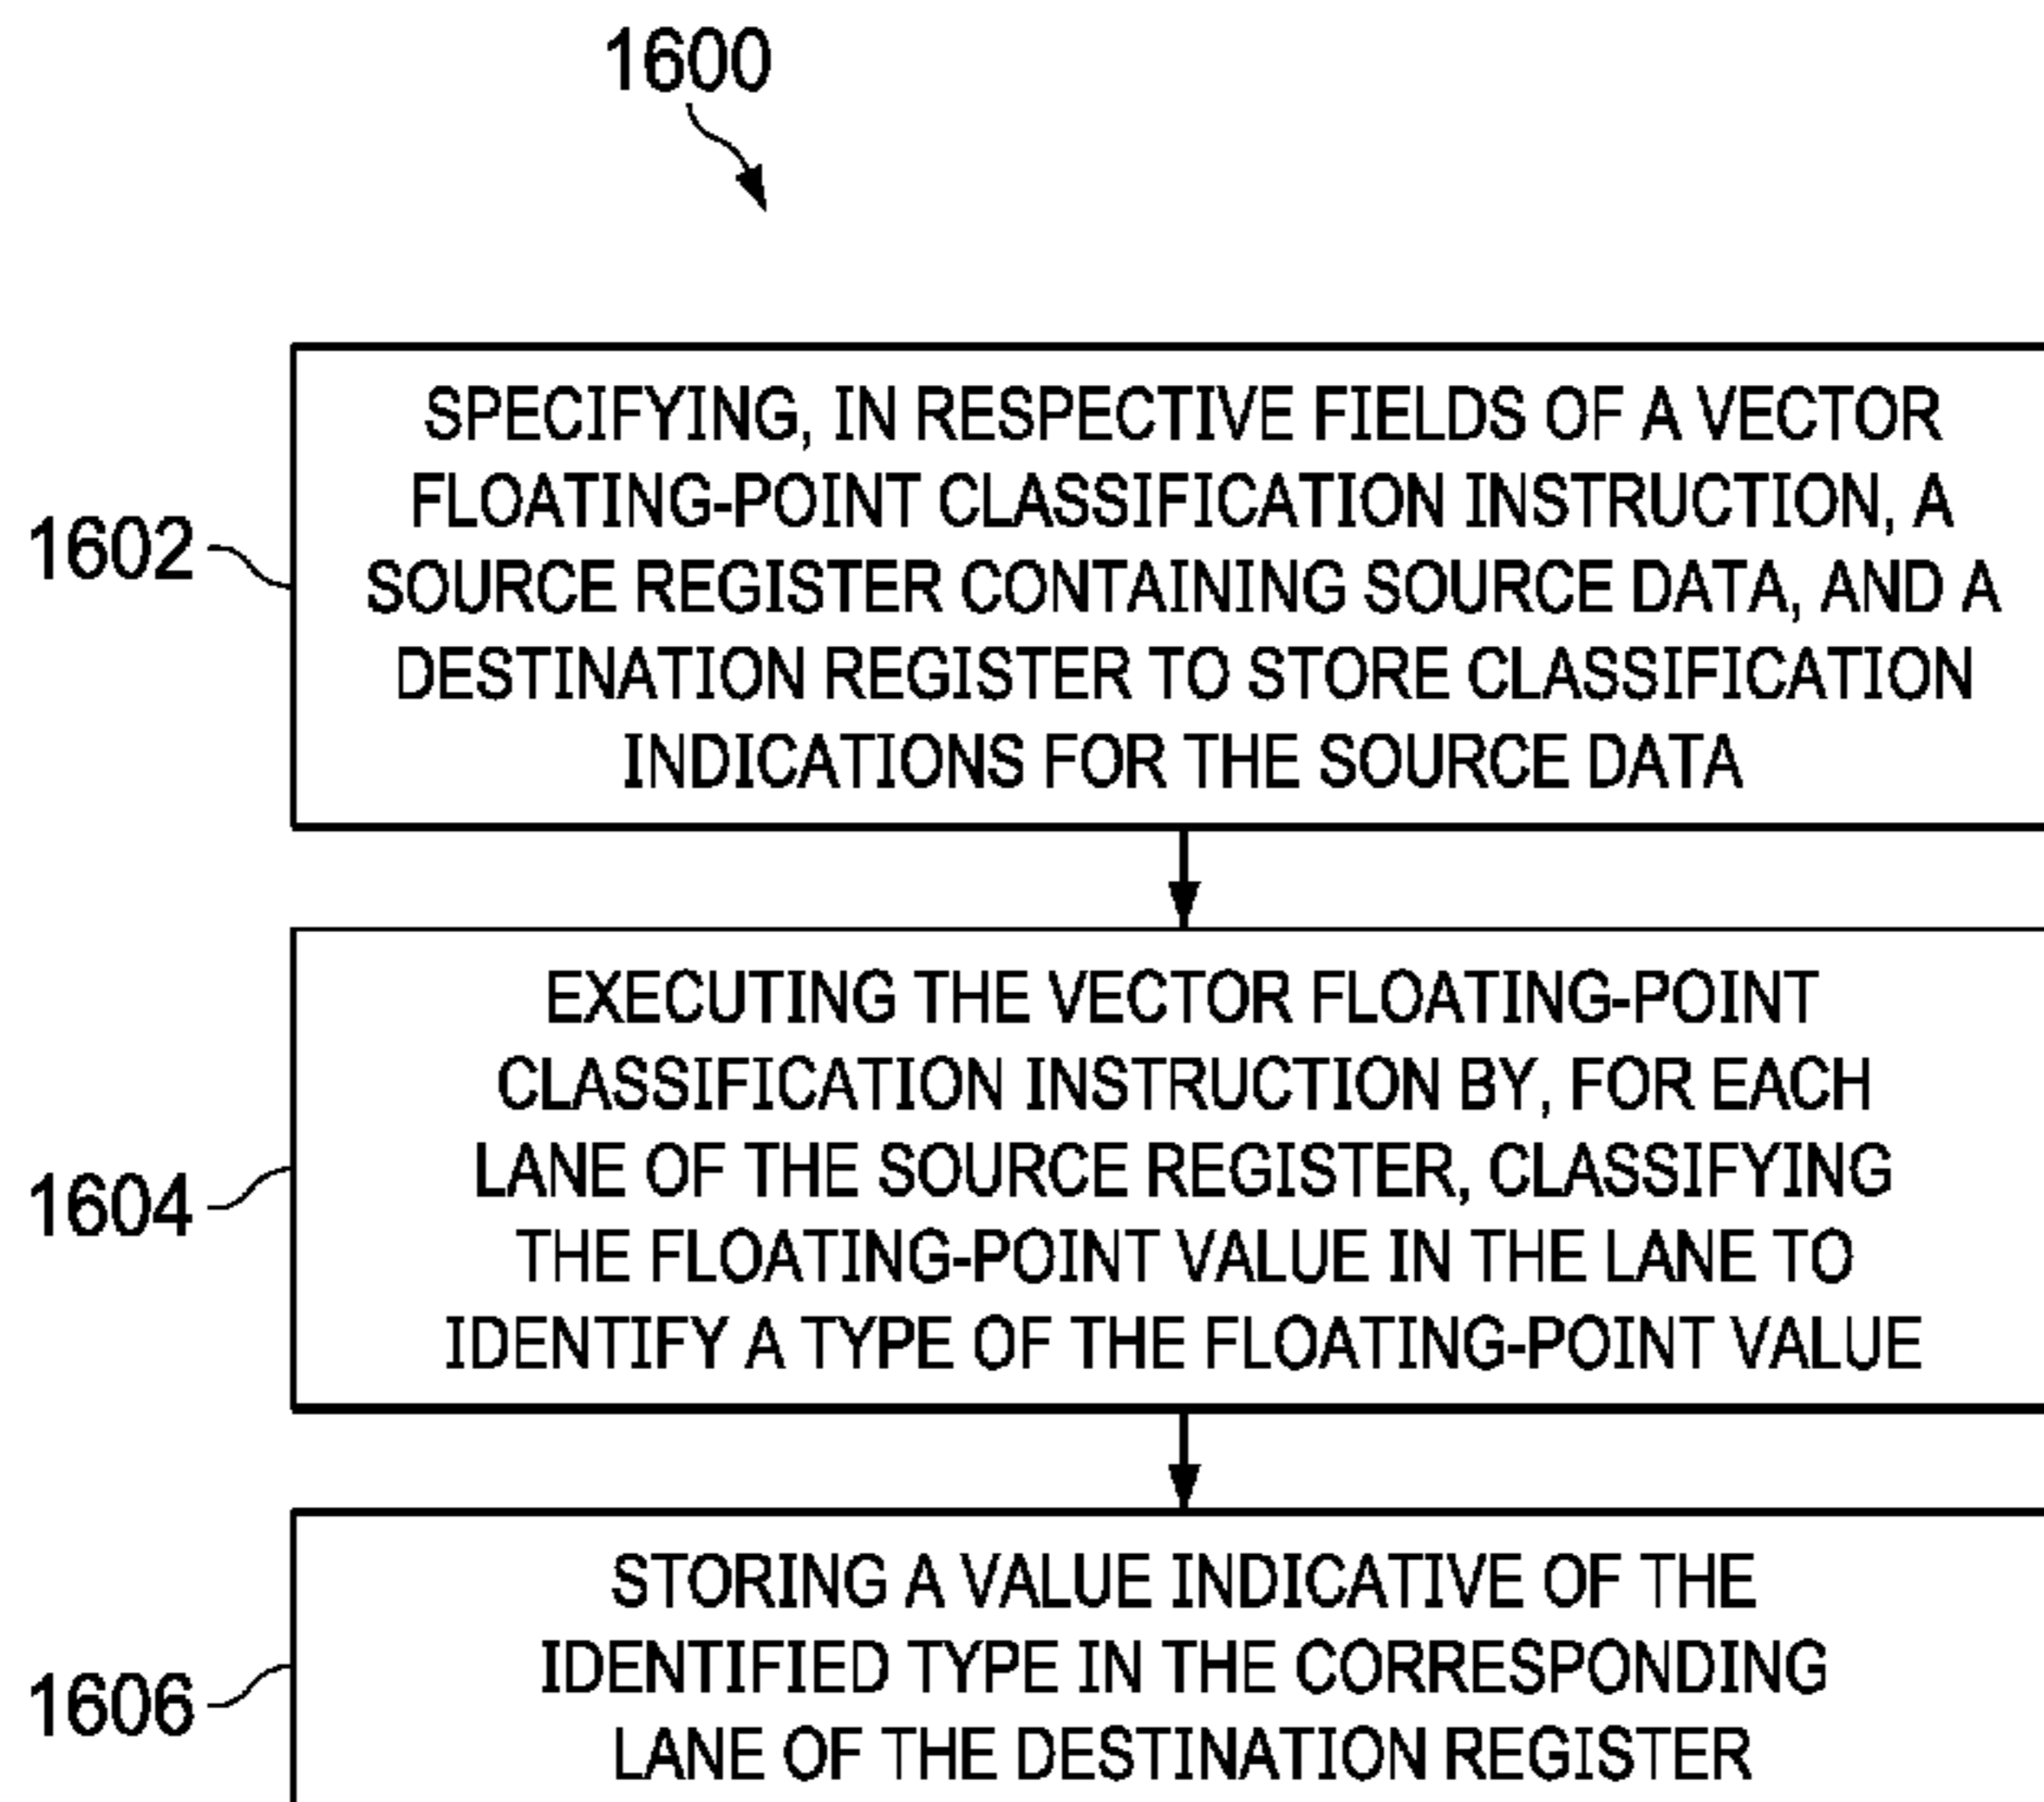 1600
1602
SPECIFYING, IN RESPECTIVE FIELDS OF A VECTOR
FLOATING-POINT CLASSIFICATION INSTRUCTION, A
SOURCE REGISTER CONTAINING SOURCE DATA, AND A
DESTINATION REGISTER TO STORE CLASSIFICATION
INDICATIONS FOR THE SOURCE DATA
1604
EXECUTING THE VECTOR FLOATING-POINT
CLASSIFICATION INSTRUCTION BY, FOR EACH
LANE OF THE SOURCE REGISTER, CLASSIFYING
THE FLOATING-POINT VALUE IN THE LANE TO
IDENTIFY A TYPE OF THE FLOATING-POINT VALUE
1606
STORING A VALUE INDICATIVE OF THE
IDENTIFIED TYPE IN THE CORRESPONDING
LANE OF THE DESTINATION REGISTER